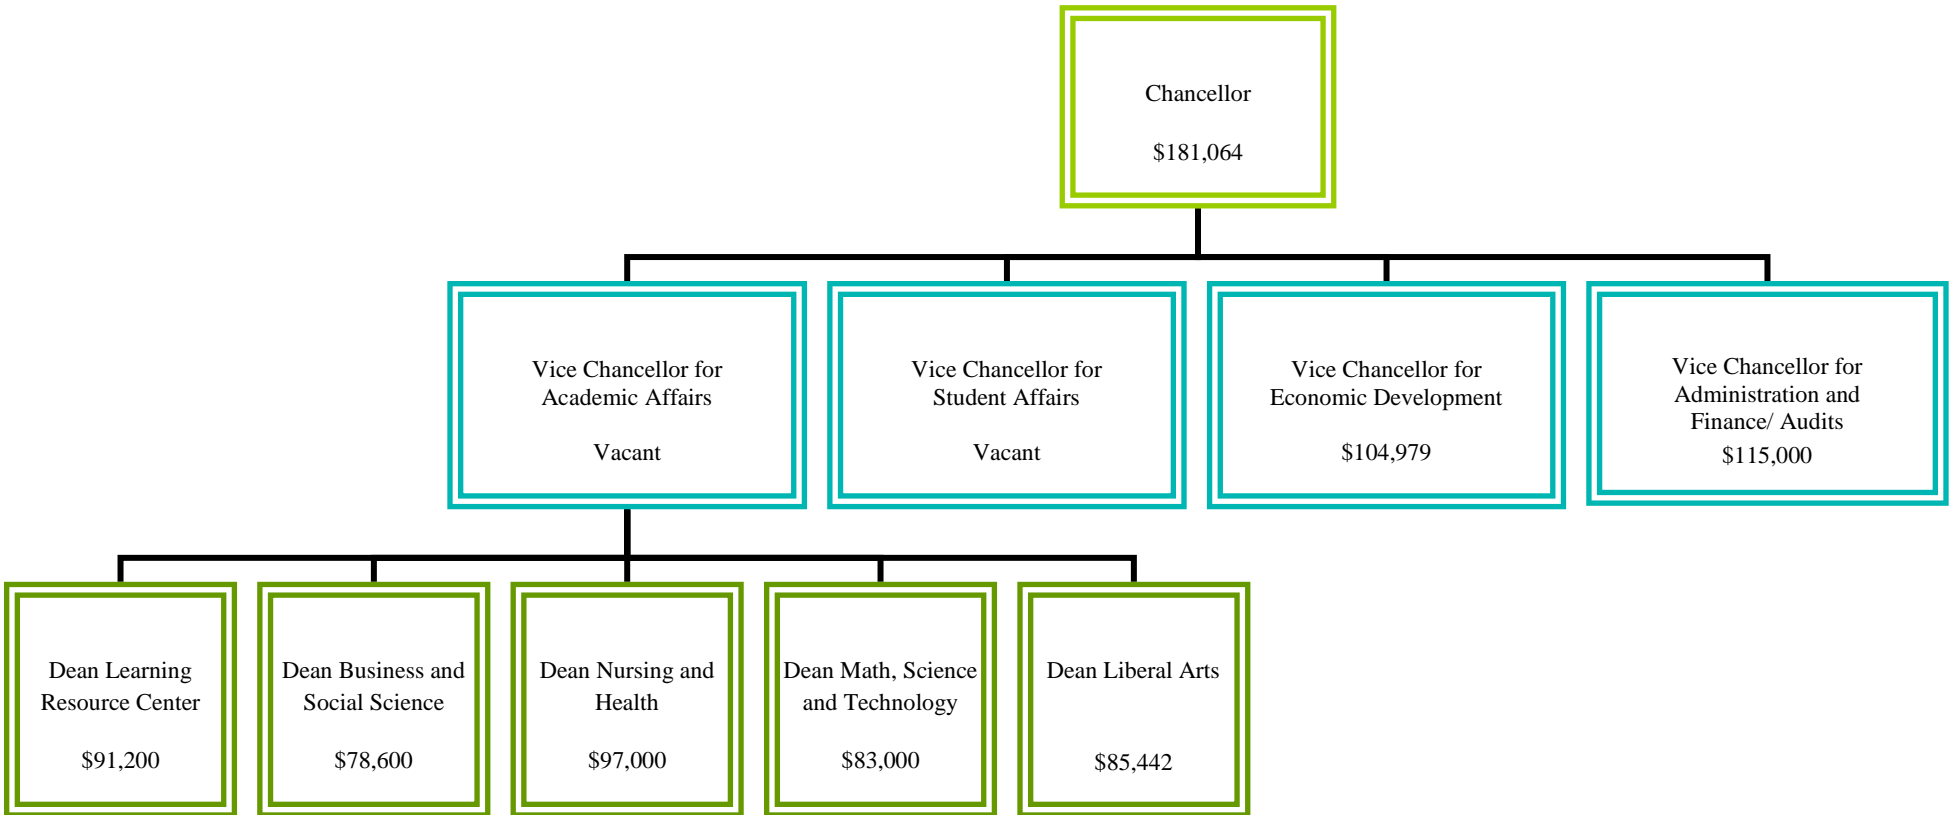 Chancellor
$181,064
Vice Chancellor for
Academic Affairs
Vacant
Vice Chancellor for
Student Affairs
Vacant
Vice Chancellor for
Economic Development
$104,979
Vice Chancellor for
Administration and
Finance/ Audits
$115,000
Dean Learning
Resource Center
$91,200
Dean Business and
Social Science
$78,600
Dean Nursing and
Health
$97,000
Dean Math, Science
and Technology
$83,000
Dean Liberal Arts
$85,442